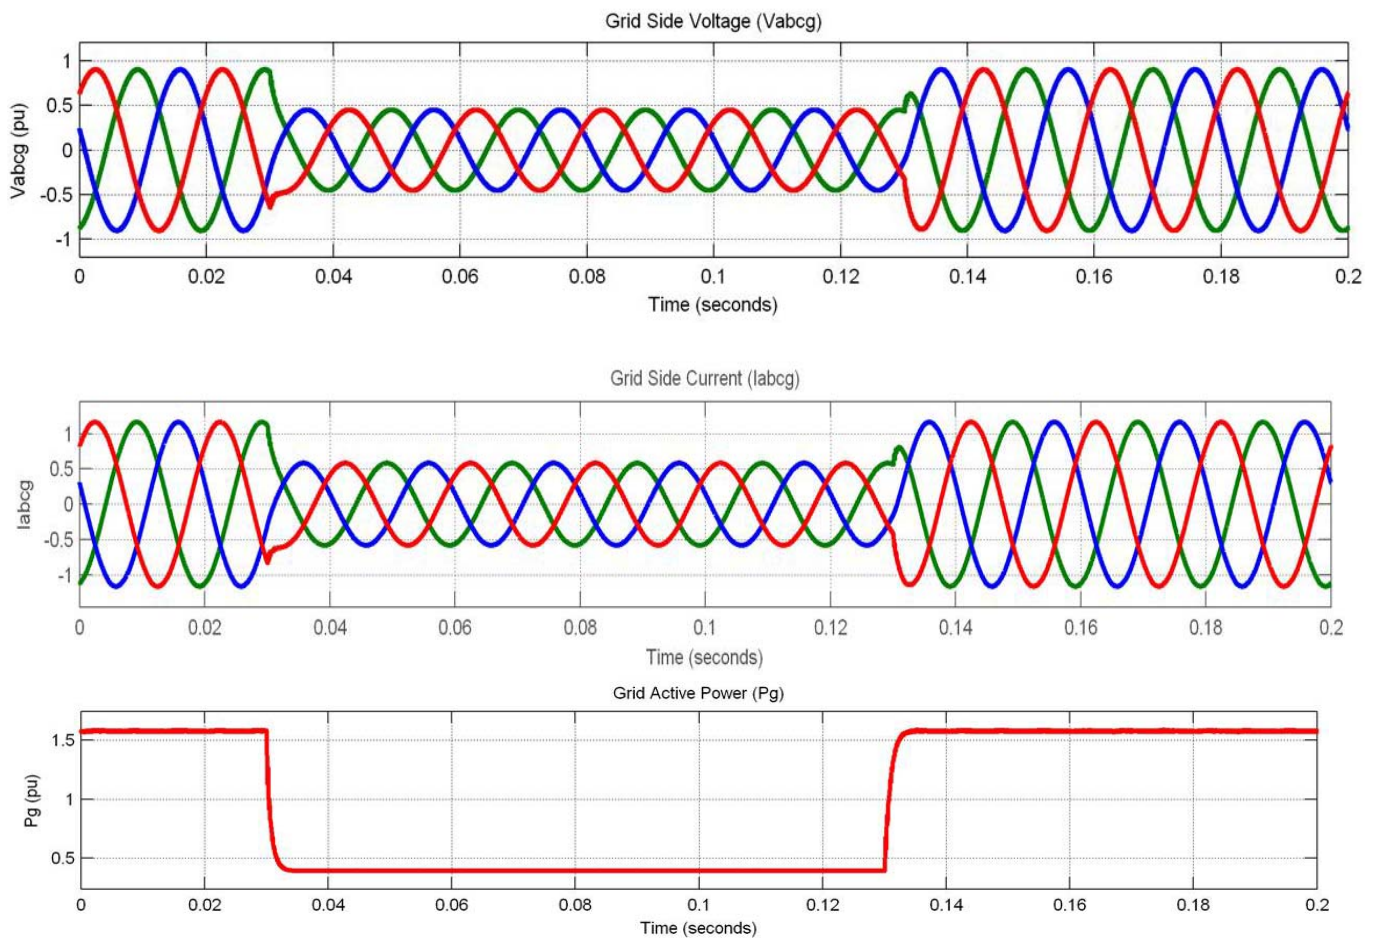 Grid Side Voltage (Vabcg)
1
0.5
0
-0.5
-1
Vabcg (pu)
0 0.02 0.04 0.06 0.08 0.1 0.12 0.14 0.16 0.18 0.2
Time (seconds)
Grid Side Current (Iabcg)
1
0.5
0
-0.5
-1
Iabcg
0 0.02 0.04 0.06 0.08 0.1 0.12 0.14 0.16 0.18 0.2
Time (seconds)
Grid Active Power (Pg)
1.5
1
0.5
Pg (pu)
0 0.02 0.04 0.06 0.08 0.1 0.12 0.14 0.16 0.18 0.2
Time (seconds)